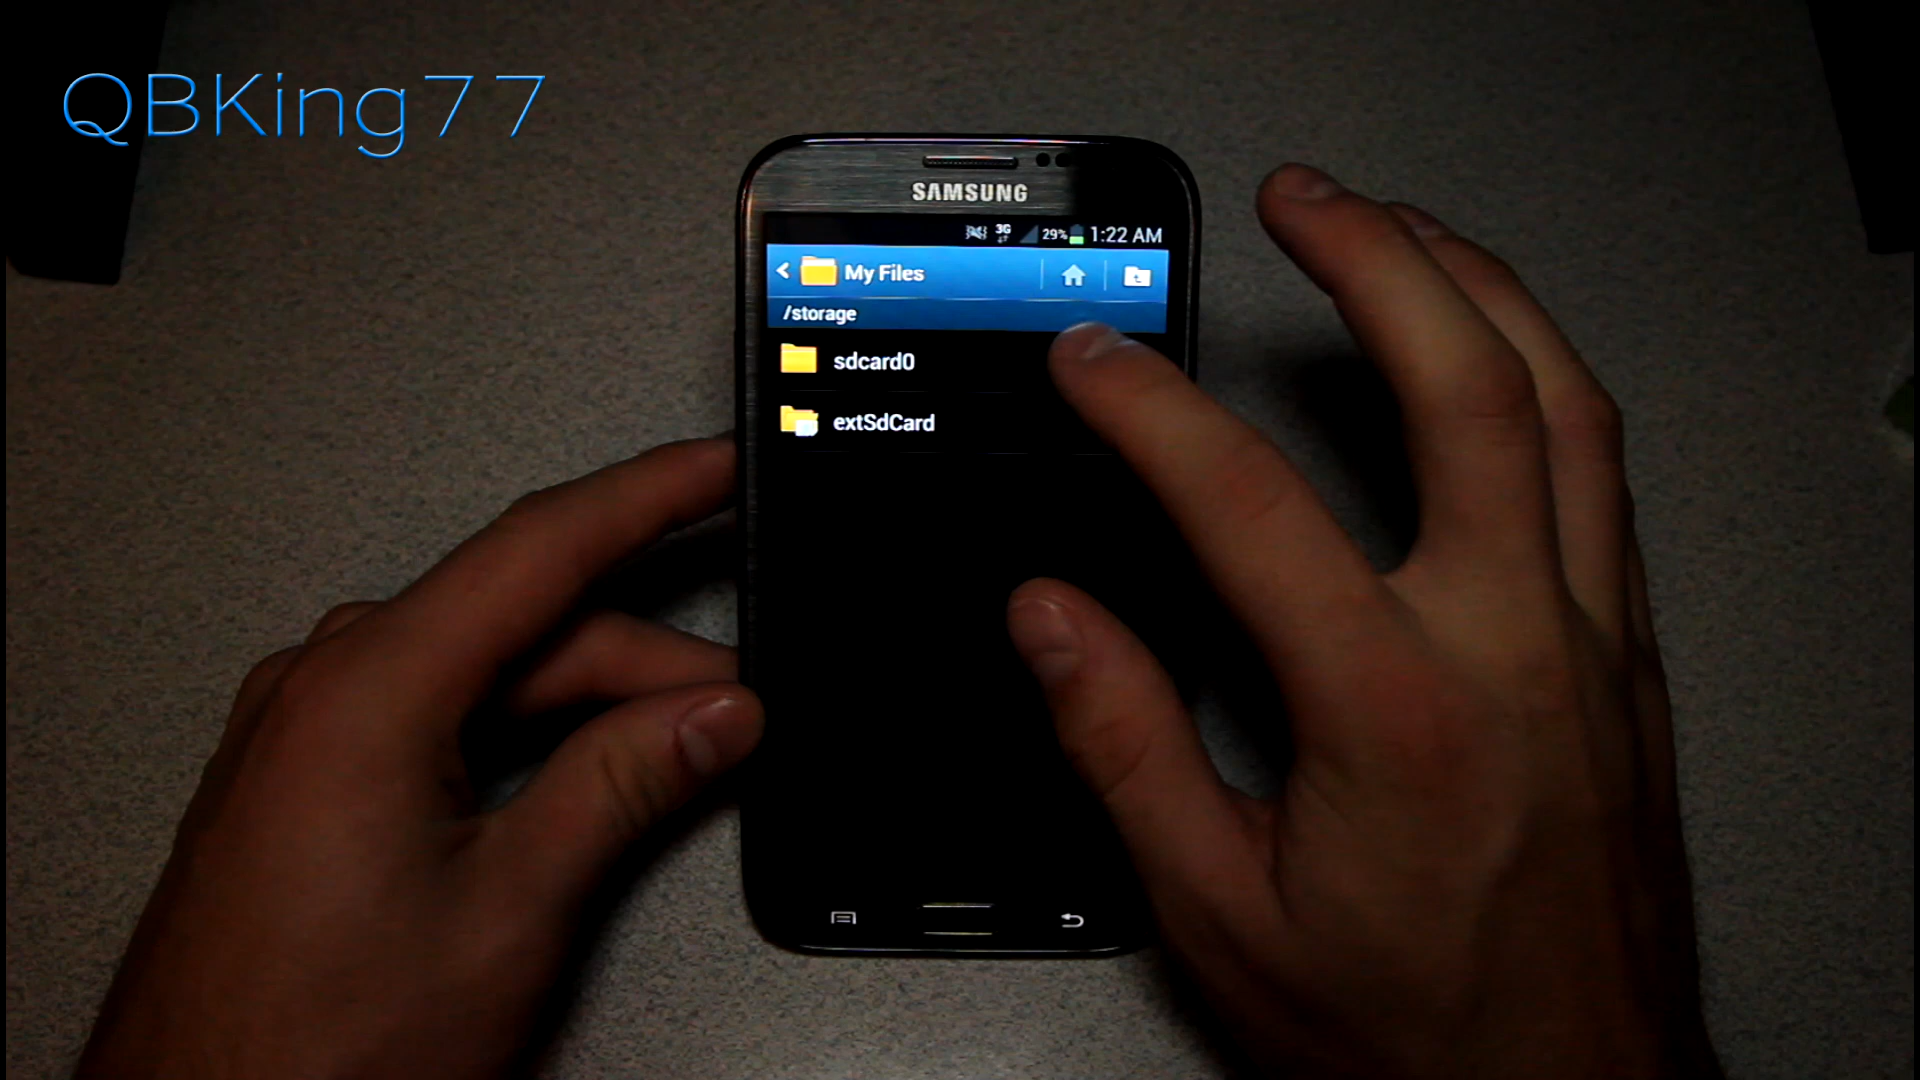 QBKing77
SAMSUNG
3G 29% 1:22 AM
My Files
/storage
sdcard0
extSdCard